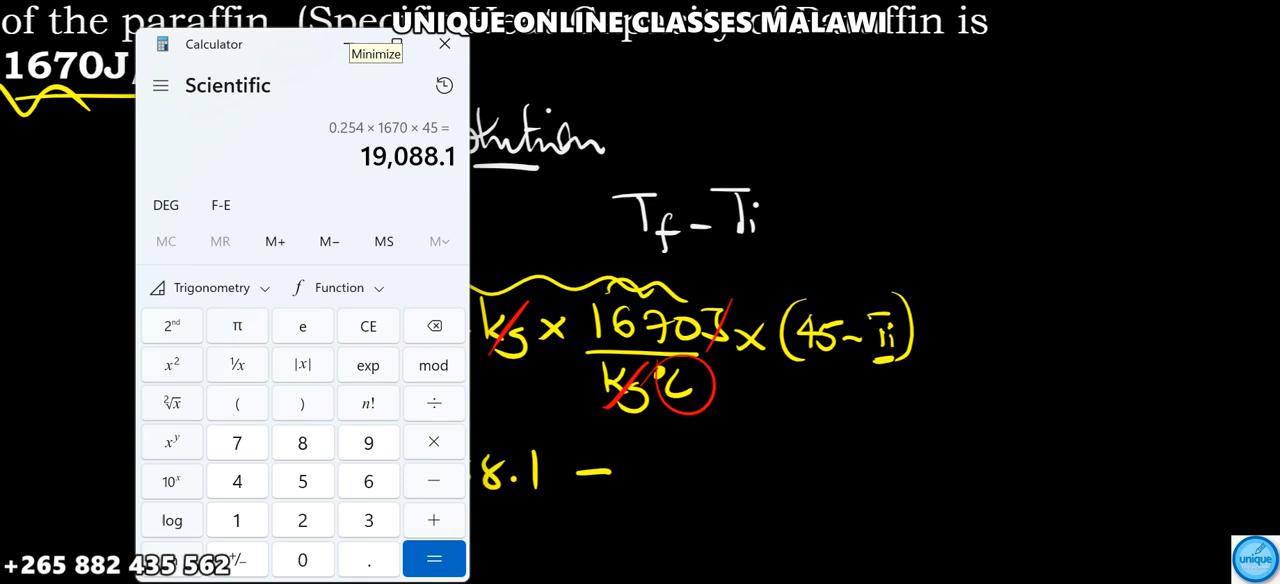 of the paraffin. (Spec
UNIQUE ONLINE CLASSES MALAWI
ffin is
1670J
Calculator
Minimize
Scientific
0.254 × 1670 × 45 =
19,088.1
DEG F-E
MC MR M+ M− MS M
Trigonometry f Function
2nd π e CE
x² ¹⁄x |x| exp mod
²√x ( ) n! ÷
xʸ 7 8 9 ×
10ˣ 4 5 6 −
log 1 2 3 +
+/− 0 . =
Tf − Ti
kg × 1670J × (45 − Ti)
kg °C
8.1 −
+265 882 435 562
unique